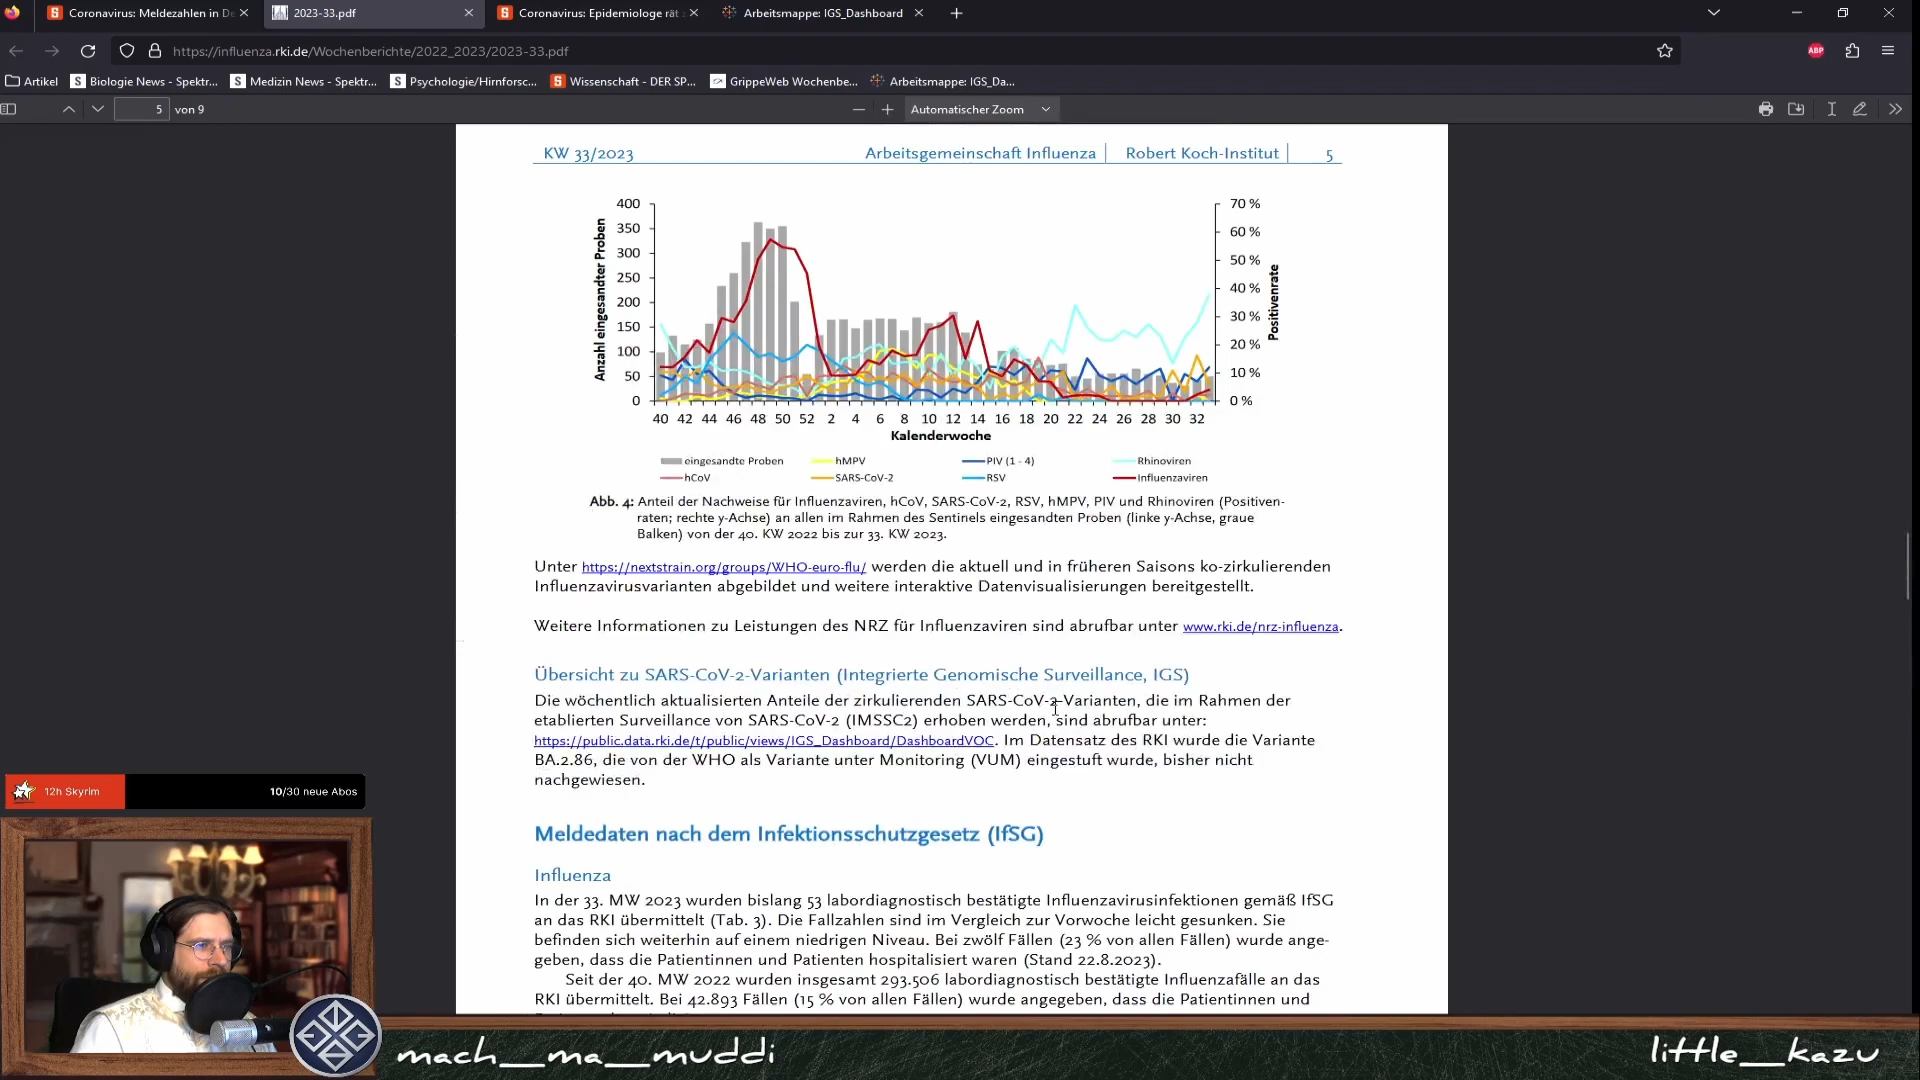 Coronavirus: Meldezahlen in De
2023-33.pdf
Coronavirus: Epidemiologe rät
Arbeitsmappe: IGS_Dashboard
https://influenza.rki.de/Wochenberichte/2022_2023/2023-33.pdf
ABP
Artikel
Biologie News - Spektr...
Medizin News - Spektr...
Psychologie/Hirnforsc...
Wissenschaft - DER SP...
GrippeWeb Wochenbe...
Arbeitsmappe: IGS_Da...
5 von 9
Automatischer Zoom
KW 33/2023 Arbeitsgemeinschaft Influenza | Robert Koch-Institut | 5
Anzahl eingesandter Proben
400
350
300
250
200
150
100
50
0
70 %
60 %
50 %
40 %
30 %
20 %
10 %
0 %
Positivenrate
40 42 44 46 48 50 52 2 4 6 8 10 12 14 16 18 20 22 24 26 28 30 32
Kalenderwoche
eingesandte Proben hMPV PIV (1 - 4) Rhinoviren
hCoV SARS-CoV-2 RSV Influenzaviren
Abb. 4: Anteil der Nachweise für Influenzaviren, hCoV, SARS-CoV-2, RSV, hMPV, PIV und Rhinoviren (Positiven-
raten; rechte y-Achse) an allen im Rahmen des Sentinels eingesandten Proben (linke y-Achse, graue
Balken) von der 40. KW 2022 bis zur 33. KW 2023.
Unter https://nextstrain.org/groups/WHO-euro-flu/ werden die aktuell und in früheren Saisons ko-zirkulierenden
Influenzavirusvarianten abgebildet und weitere interaktive Datenvisualisierungen bereitgestellt.
Weitere Informationen zu Leistungen des NRZ für Influenzaviren sind abrufbar unter www.rki.de/nrz-influenza.
Übersicht zu SARS-CoV-2-Varianten (Integrierte Genomische Surveillance, IGS)
Die wöchentlich aktualisierten Anteile der zirkulierenden SARS-CoV-2-Varianten, die im Rahmen der
etablierten Surveillance von SARS-CoV-2 (IMSSC2) erhoben werden, sind abrufbar unter:
https://public.data.rki.de/t/public/views/IGS_Dashboard/DashboardVOC. Im Datensatz des RKI wurde die Variante
BA.2.86, die von der WHO als Variante unter Monitoring (VUM) eingestuft wurde, bisher nicht
nachgewiesen.
Meldedaten nach dem Infektionsschutzgesetz (IfSG)
Influenza
In der 33. MW 2023 wurden bislang 53 labordiagnostisch bestätigte Influenzavirusinfektionen gemäß IfSG
an das RKI übermittelt (Tab. 3). Die Fallzahlen sind im Vergleich zur Vorwoche leicht gesunken. Sie
befinden sich weiterhin auf einem niedrigen Niveau. Bei zwölf Fällen (23 % von allen Fällen) wurde ange-
geben, dass die Patientinnen und Patienten hospitalisiert waren (Stand 22.8.2023).
Seit der 40. MW 2022 wurden insgesamt 293.506 labordiagnostisch bestätigte Influenzafälle an das
RKI übermittelt. Bei 42.893 Fällen (15 % von allen Fällen) wurde angegeben, dass die Patientinnen und
12h Skyrim
10/30 neue Abos
mach__ma__muddi
little__kazu